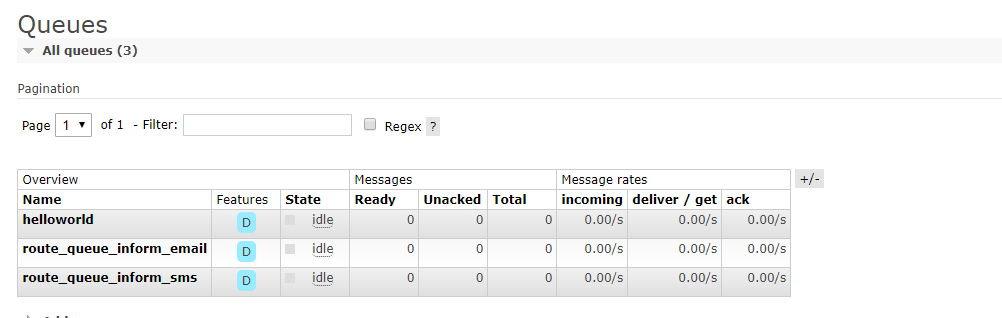 Queues
All queues (3)
Pagination
Page 1 of 1 - Filter: Regex ?
Overview Messages Message rates +/-
Name Features State Ready Unacked Total incoming deliver / get ack
helloworld D idle 0 0 0 0.00/s 0.00/s 0.00/s
route_queue_inform_email D idle 0 0 0 0.00/s 0.00/s 0.00/s
route_queue_inform_sms D idle 0 0 0 0.00/s 0.00/s 0.00/s